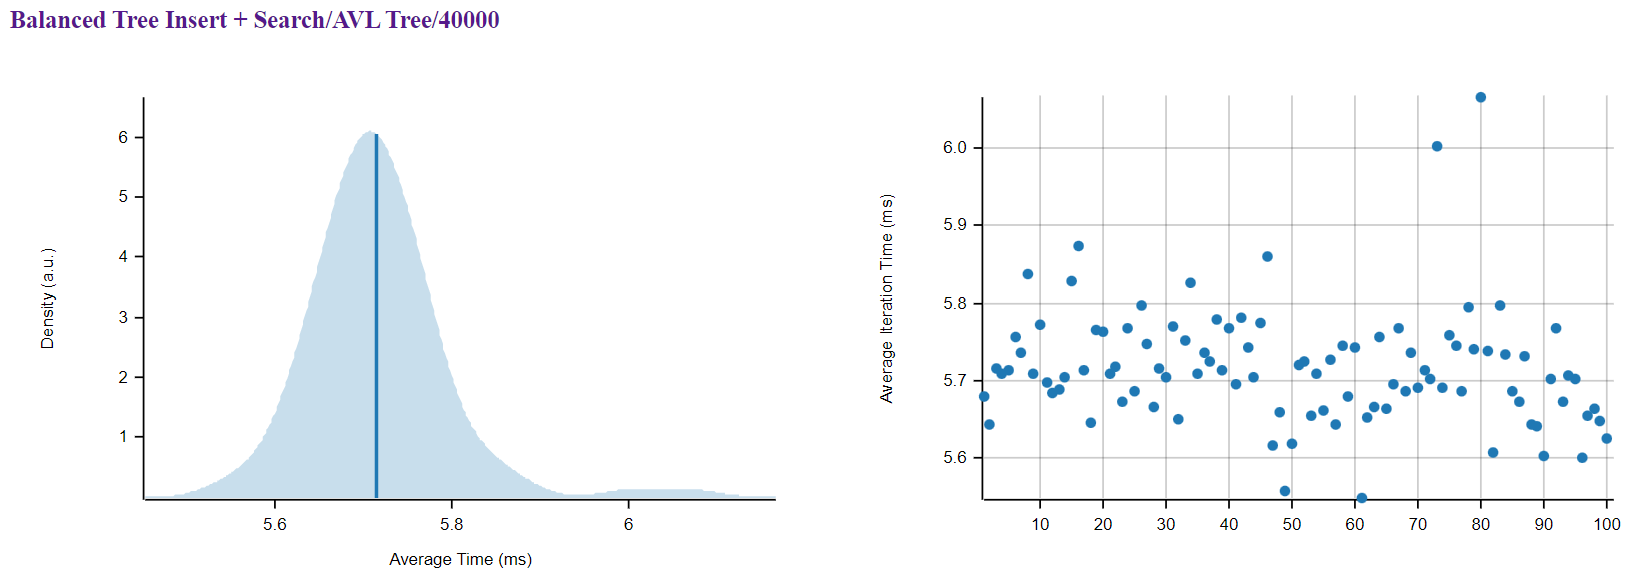 Balanced Tree Insert + Search/AVL Tree/40000
Density (a.u.)
6
5
4
3
2
1
5.6 5.8 6
Average Time (ms)
Average Iteration Time (ms)
6.0
5.9
5.8
5.7
5.6
10 20 30 40 50 60 70 80 90 100